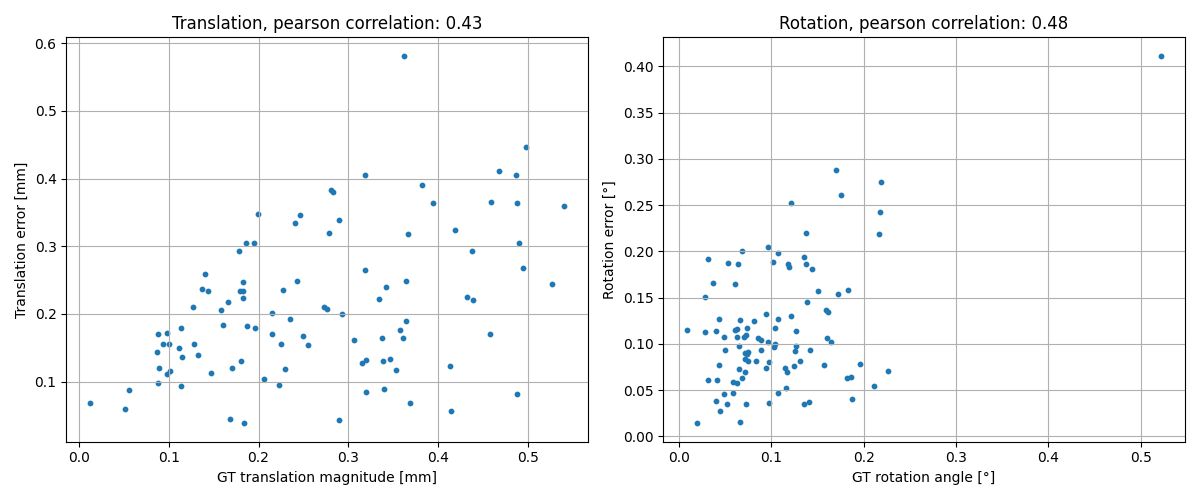 Translation, pearson correlation: 0.43
Translation error [mm]
0.6
0.5
0.4
0.3
0.2
0.1
0.0 0.1 0.2 0.3 0.4 0.5
GT translation magnitude [mm]
Rotation, pearson correlation: 0.48
Rotation error [°]
0.40
0.35
0.30
0.25
0.20
0.15
0.10
0.05
0.00
0.0 0.1 0.2 0.3 0.4 0.5
GT rotation angle [°]